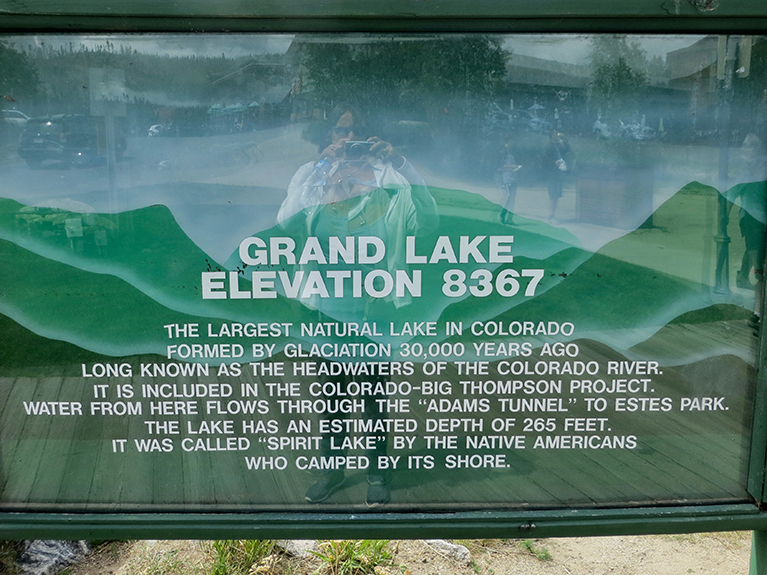 GRAND LAKE
ELEVATION 8367
THE LARGEST NATURAL LAKE IN COLORADO
FORMED BY GLACIATION 30,000 YEARS AGO
LONG KNOWN AS THE HEADWATERS OF THE COLORADO RIVER.
IT IS INCLUDED IN THE COLORADO-BIG THOMPSON PROJECT.
WATER FROM HERE FLOWS THROUGH THE “ADAMS TUNNEL” TO ESTES PARK.
THE LAKE HAS AN ESTIMATED DEPTH OF 265 FEET.
IT WAS CALLED “SPIRIT LAKE” BY THE NATIVE AMERICANS
WHO CAMPED BY ITS SHORE.